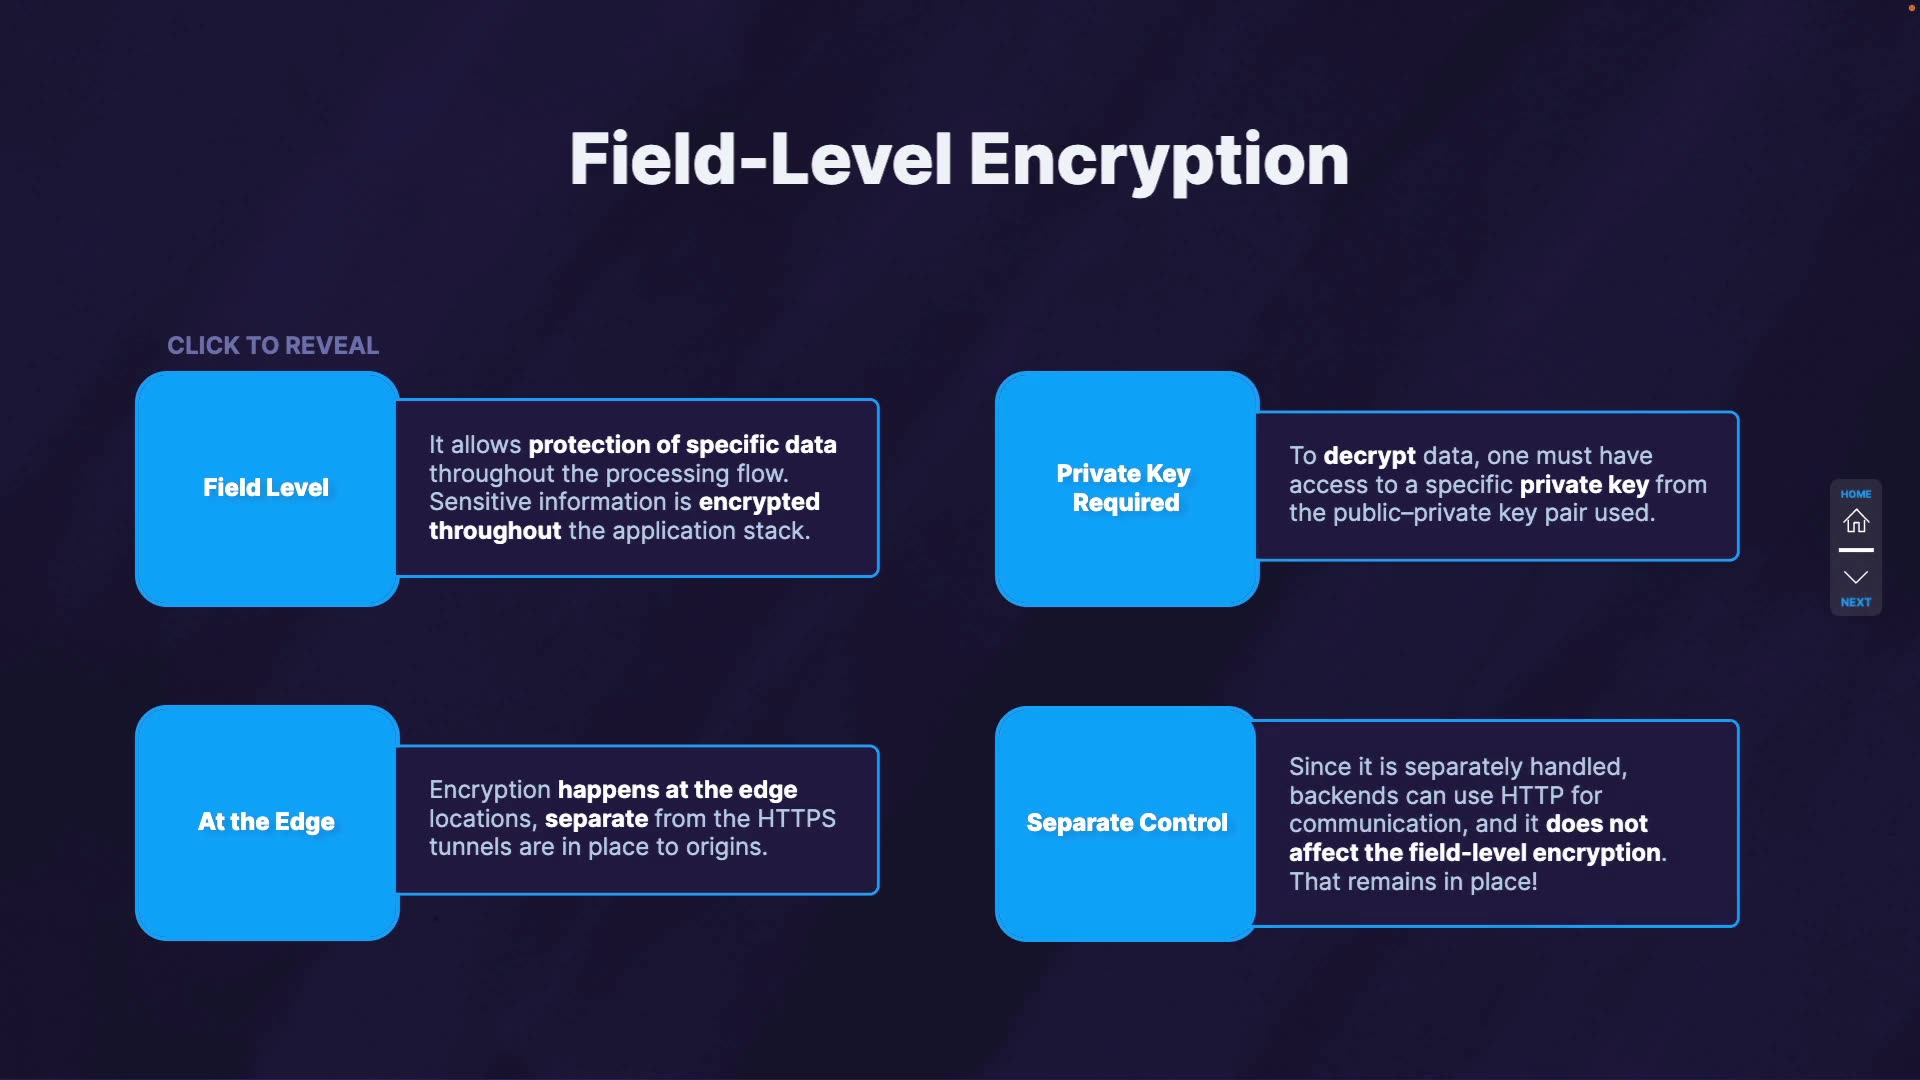 Field-Level Encryption
CLICK TO REVEAL
Field Level
It allows protection of specific data
throughout the processing flow.
Sensitive information is encrypted
throughout the application stack.
Private Key
Required
To decrypt data, one must have
access to a specific private key from
the public–private key pair used.
HOME
NEXT
At the Edge
Encryption happens at the edge
locations, separate from the HTTPS
tunnels are in place to origins.
Separate Control
Since it is separately handled,
backends can use HTTP for
communication, and it does not
affect the field-level encryption.
That remains in place!